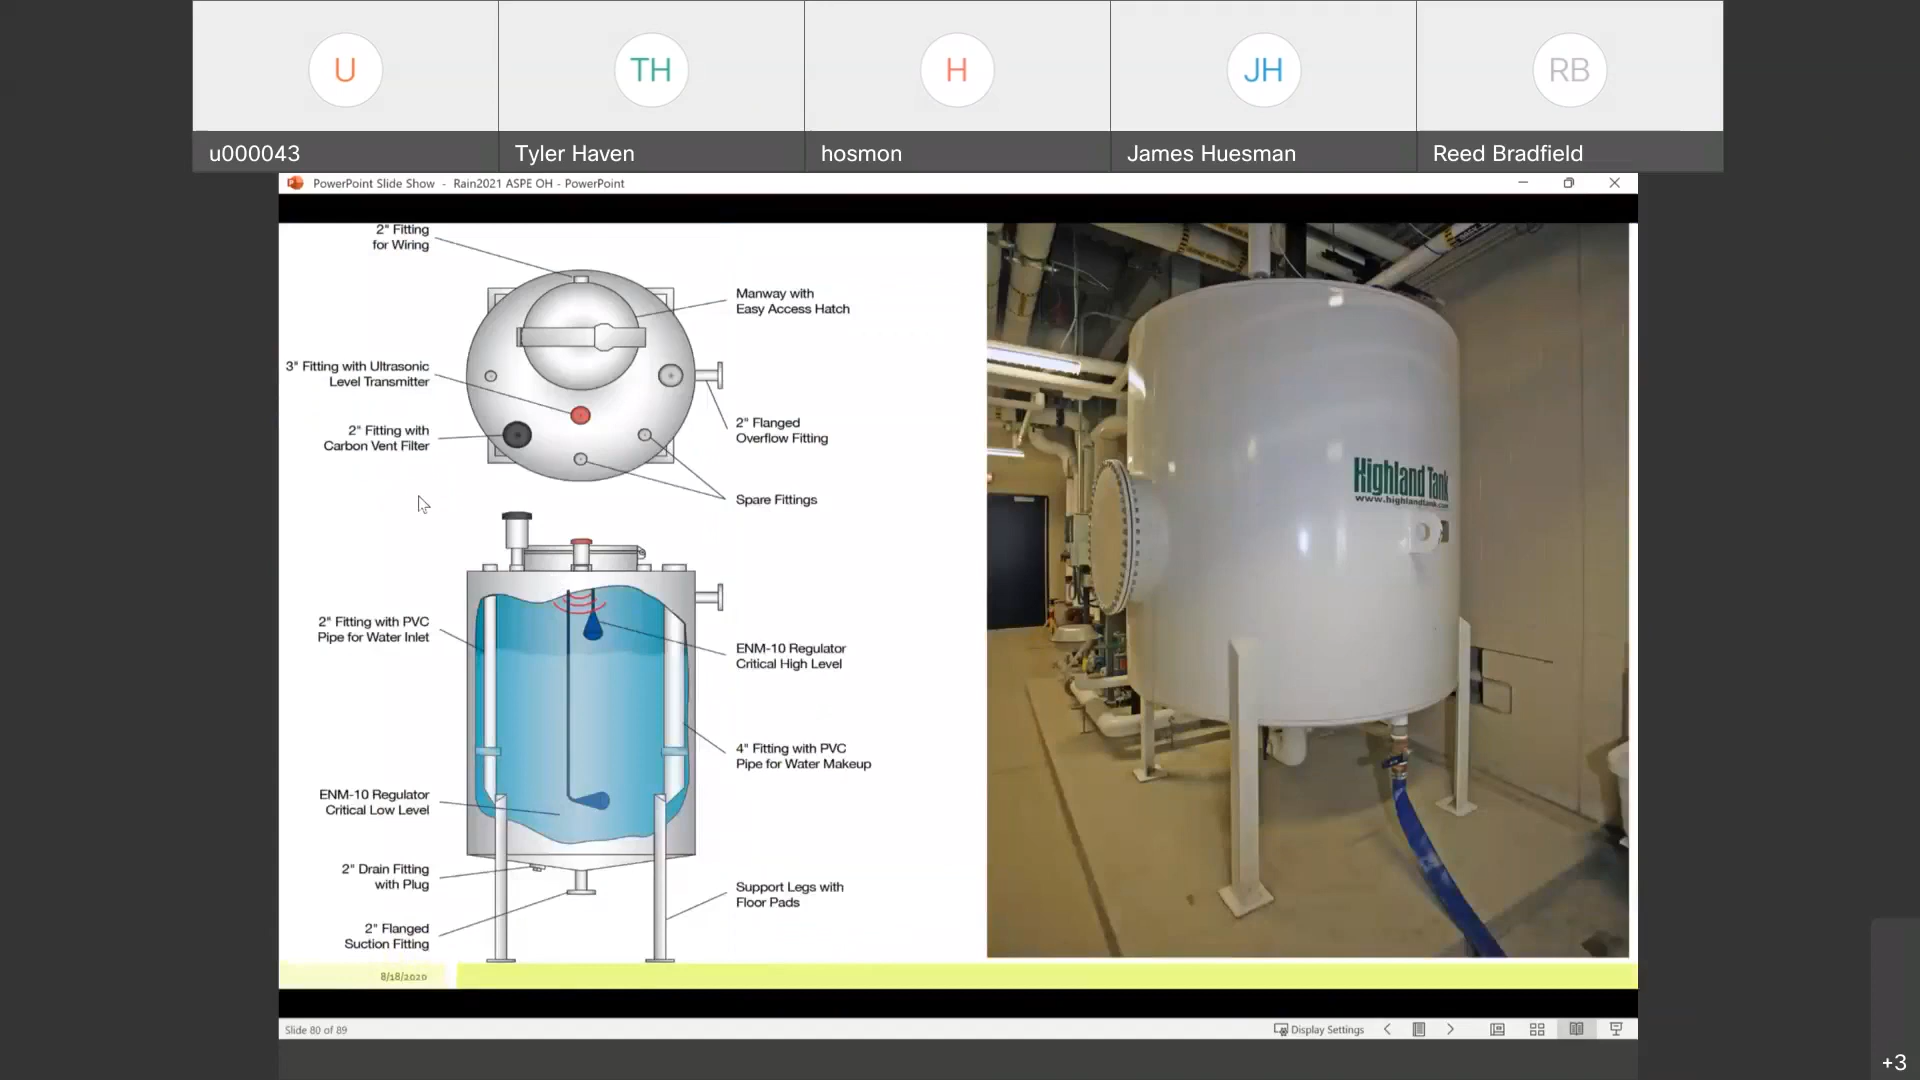 U
TH
H
JH
RB
u000043
Tyler Haven
hosmon
James Huesman
Reed Bradfield
PowerPoint Slide Show - Rain2021 ASPE OH - PowerPoint
2" Fitting
for Wiring
Manway with
Easy Access Hatch
3" Fitting with Ultrasonic
Level Transmitter
2" Fitting with
Carbon Vent Filter
2" Flanged
Overflow Fitting
Spare Fittings
2" Fitting with PVC
Pipe for Water Inlet
ENM-10 Regulator
Critical High Level
4" Fitting with PVC
Pipe for Water Makeup
ENM-10 Regulator
Critical Low Level
2" Drain Fitting
with Plug
Support Legs with
Floor Pads
2" Flanged
Suction Fitting
Highland Tank
www.highlandtank.com
8/18/2020
Slide 80 of 89
Display Settings
+3